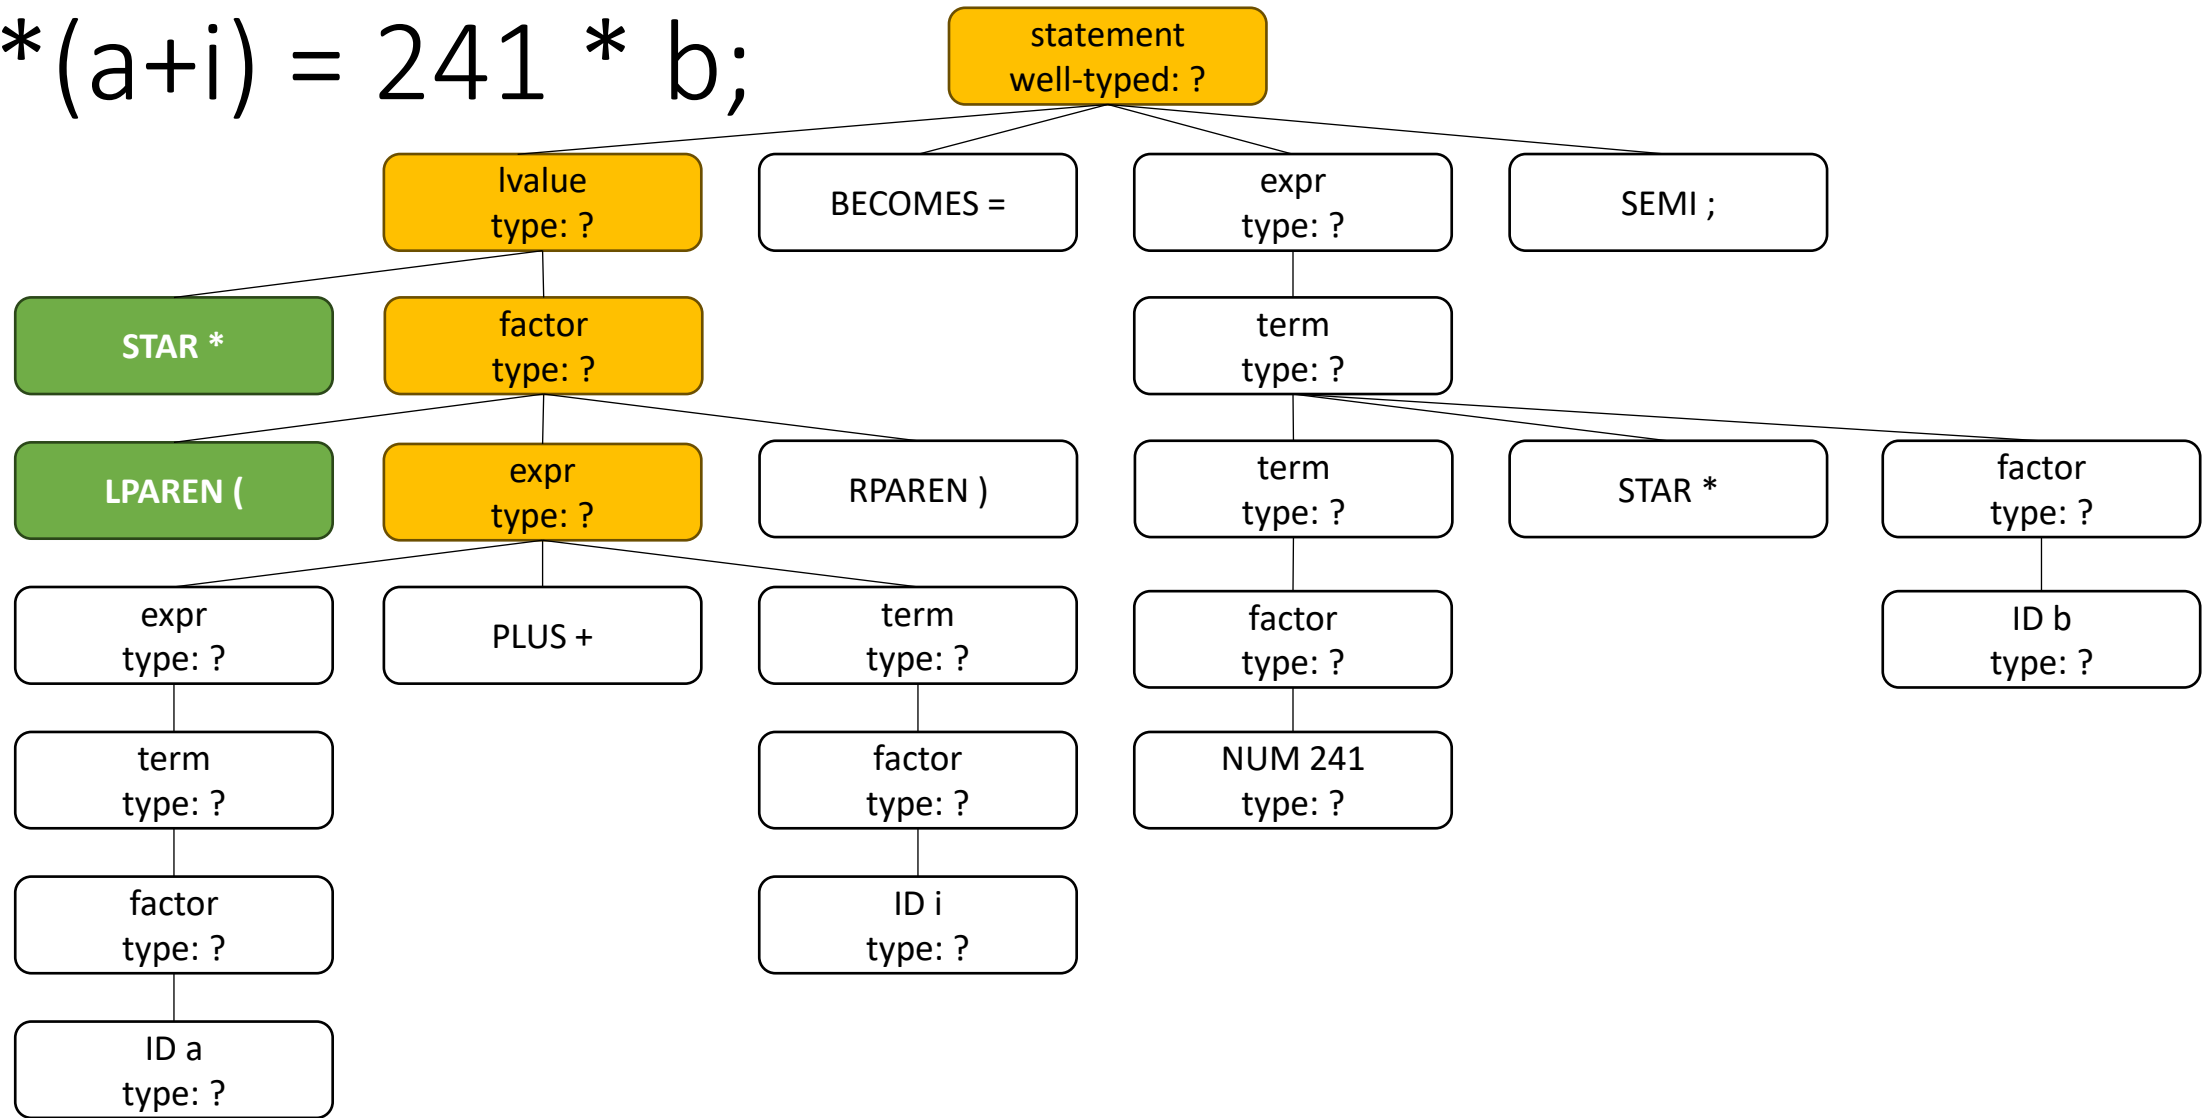 *(a+i) = 241 * b;
statement
well-typed: ?
lvalue
type: ?
BECOMES =
expr
type: ?
SEMI ;
STAR *
factor
type: ?
term
type: ?
LPAREN (
expr
type: ?
RPAREN )
term
type: ?
STAR *
factor
type: ?
expr
type: ?
PLUS +
term
type: ?
factor
type: ?
ID b
type: ?
term
type: ?
factor
type: ?
NUM 241
type: ?
factor
type: ?
ID i
type: ?
ID a
type: ?